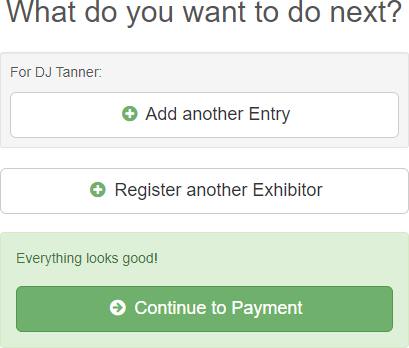 What do you want to do next?
For DJ Tanner:
Add another Entry
Register another Exhibitor
Everything looks good!
Continue to Payment